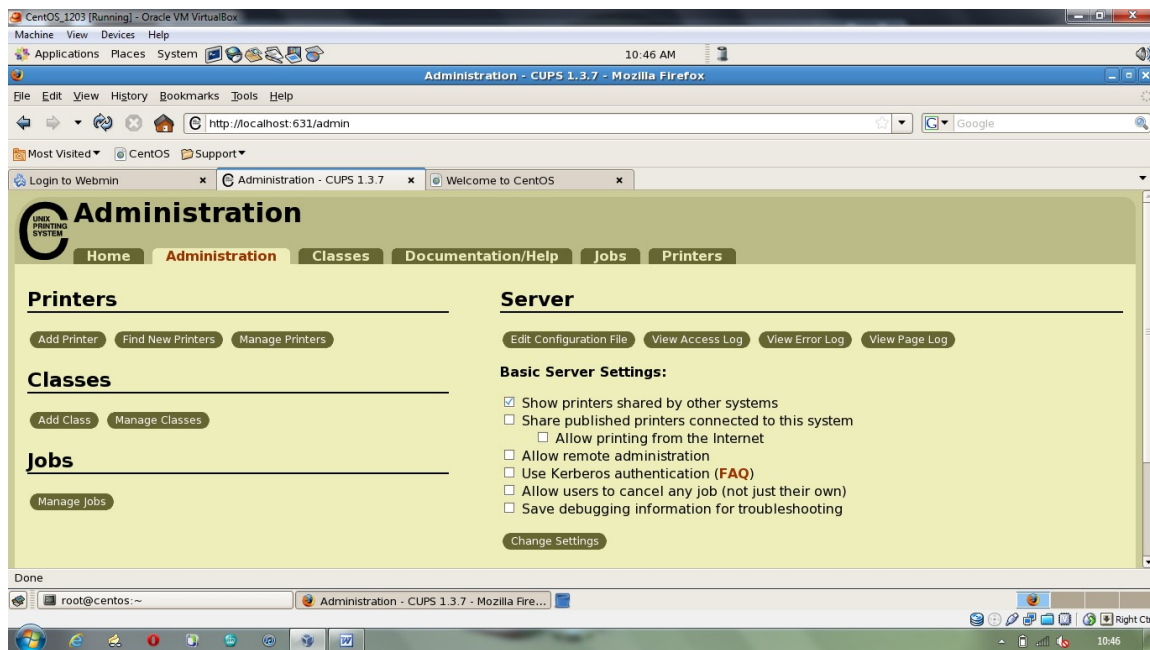 CentOS_1203 [Running] - Oracle VM VirtualBox
Machine View Devices Help
Applications Places System 10:46 AM
Administration - CUPS 1.3.7 - Mozilla Firefox
File Edit View History Bookmarks Tools Help
http://localhost:631/admin Google
Most Visited CentOS Support
Login to Webmin Administration - CUPS 1.3.7 Welcome to CentOS
UNIX PRINTING SYSTEM
Administration
Home Administration Classes Documentation/Help Jobs Printers
Printers
Add Printer Find New Printers Manage Printers
Classes
Add Class Manage Classes
Jobs
Manage Jobs
Server
Edit Configuration File View Access Log View Error Log View Page Log
Basic Server Settings:
Show printers shared by other systems
Share published printers connected to this system
Allow printing from the Internet
Allow remote administration
Use Kerberos authentication (FAQ)
Allow users to cancel any job (not just their own)
Save debugging information for troubleshooting
Change Settings
Done
root@centos:~ Administration - CUPS 1.3.7 - Mozilla Fire...
Right Ct
10:46